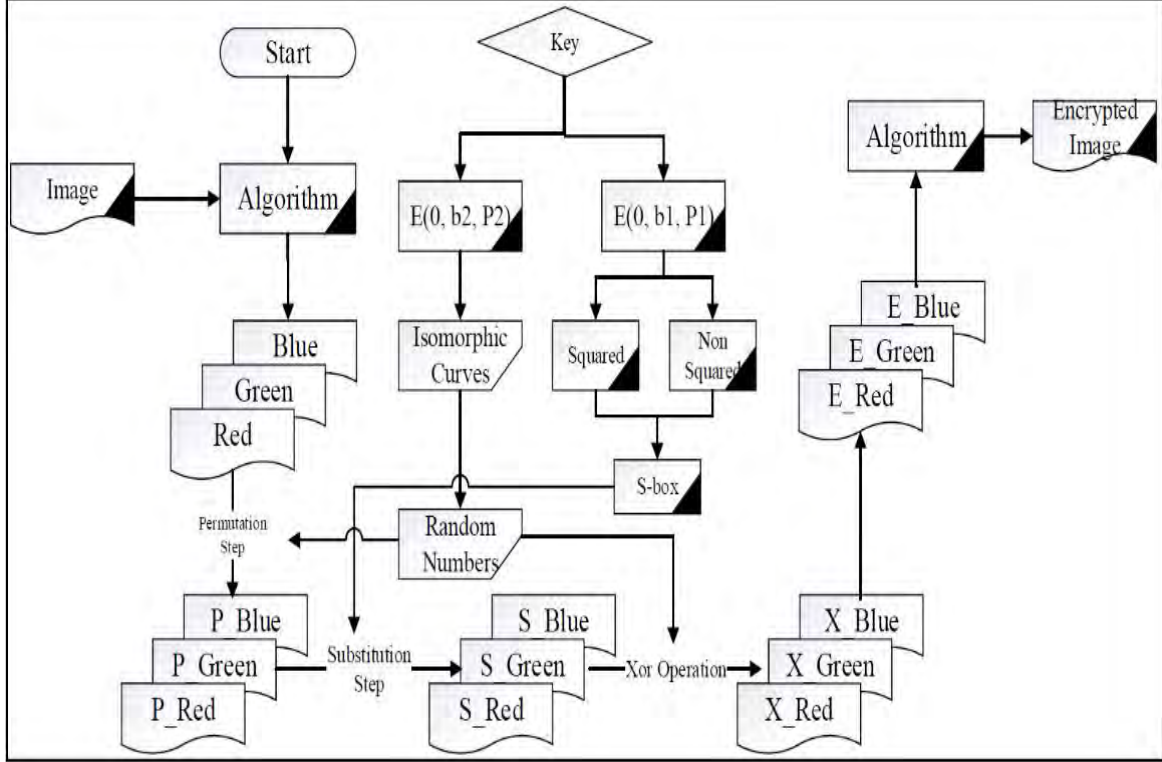 Start
Key
Image
Algorithm
E(0, b2, P2)
E(0, b1, P1)
Algorithm
Encrypted
Image
Blue
Green
Red
Isomorphic
Curves
Squared
Non
Squared
E_Blue
E_Green
E_Red
S-box
Permutation
Step
Random
Numbers
P_Blue
P_Green
P_Red
Substitution
Step
S_Blue
S_Green
S_Red
Xor Operation
X_Blue
X_Green
X_Red